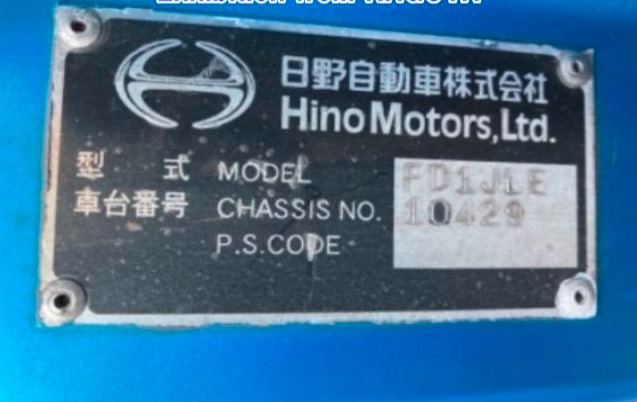 日野自動車株式会社
Hino Motors, Ltd.
型 式 MODEL FD1J1E
車台番号 CHASSIS NO. 10429
P.S.CODE